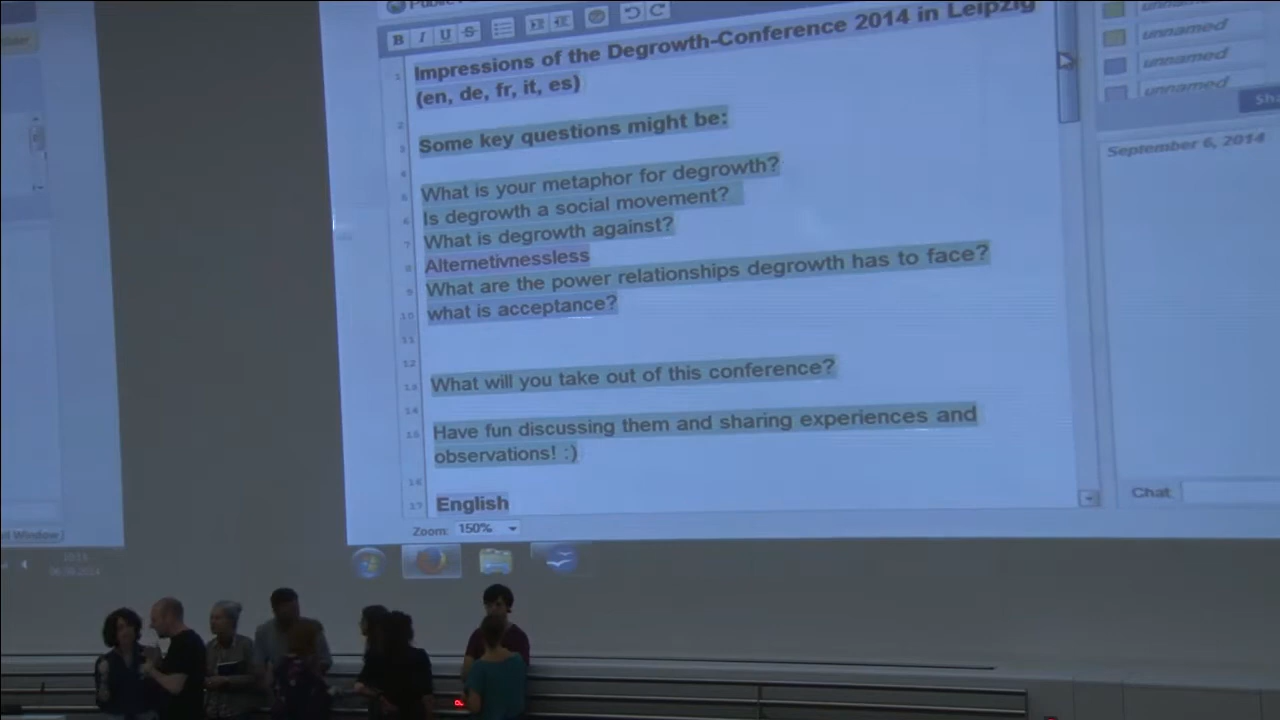 B I U S
Impressions of the Degrowth-Conference 2014 in Leipzig
(en, de, fr, it, es)
Some key questions might be:
What is your metaphor for degrowth?
Is degrowth a social movement?
What is degrowth against?
Alternetivnessless
What are the power relationships degrowth has to face?
what is acceptance?
What will you take out of this conference?
Have fun discussing them and sharing experiences and
observations! :)
English
Zoom: 150%
unnamed
unnamed
unnamed
unnamed
September 6, 2014
Chat
Window